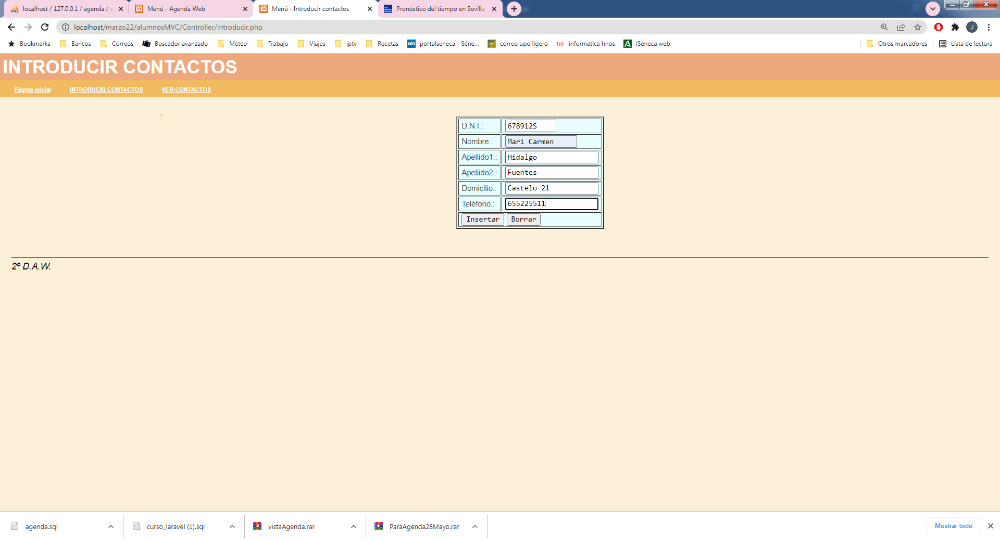 localhost / 127.0.0.1 / agenda / c
Menú - Agenda Web
Menú - Introducir contactos
Pronóstico del tiempo en Sevilla,
localhost/marzo22/alumnosMVC/Controller/introducir.php
J
Bookmarks
Bancos
Correos
Buscador avanzado
Meteo
Trabajo
Viajes
iptv
Recetas
sén
portalseneca - Séne...
correo upo ligero
Inf
informatica hnos
iSéneca web
Otros marcadores
Lista de lectura
INTRODUCIR CONTACTOS
Página inicial
INTRODUCIR CONTACTOS
VER CONTACTOS
;
D.N.I.: 678912S
Nombre.: Mari Carmen
Apellido1.: Hidalgo
Apellido2.: Fuentes
Domicilio.: Castelo 21
Teléfono.: 655225511
Insertar Borrar
2º D.A.W.
agenda.sql
curso_laravel (1).sql
vistaAgenda.rar
ParaAgenda28Mayo.rar
Mostrar todo